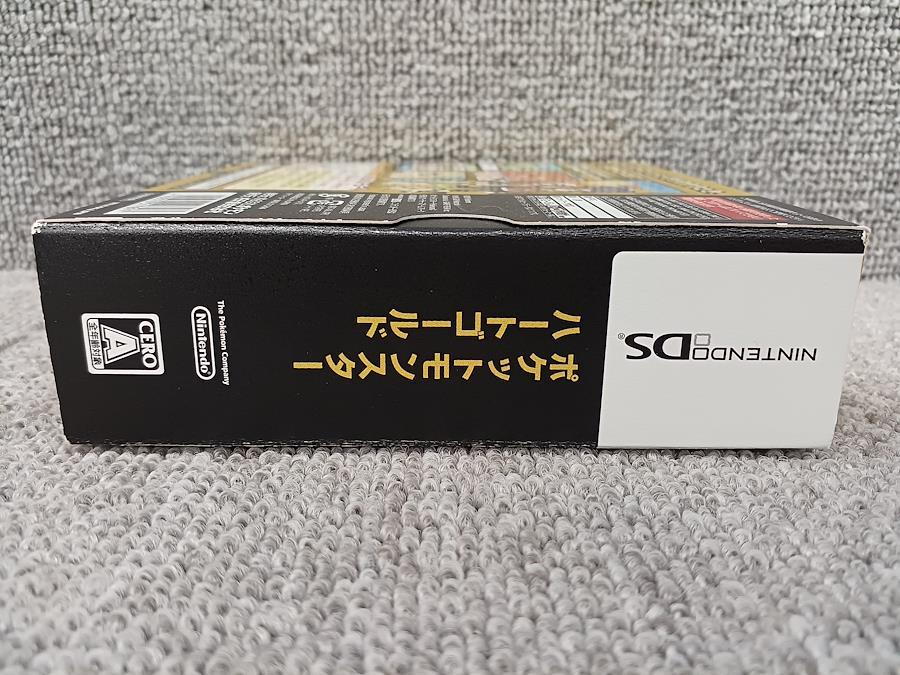 NINTENDO DS®
ポケットモンスター
ハートゴールド
The Pokémon Company
Nintendo
CERO
A
全年齢対象